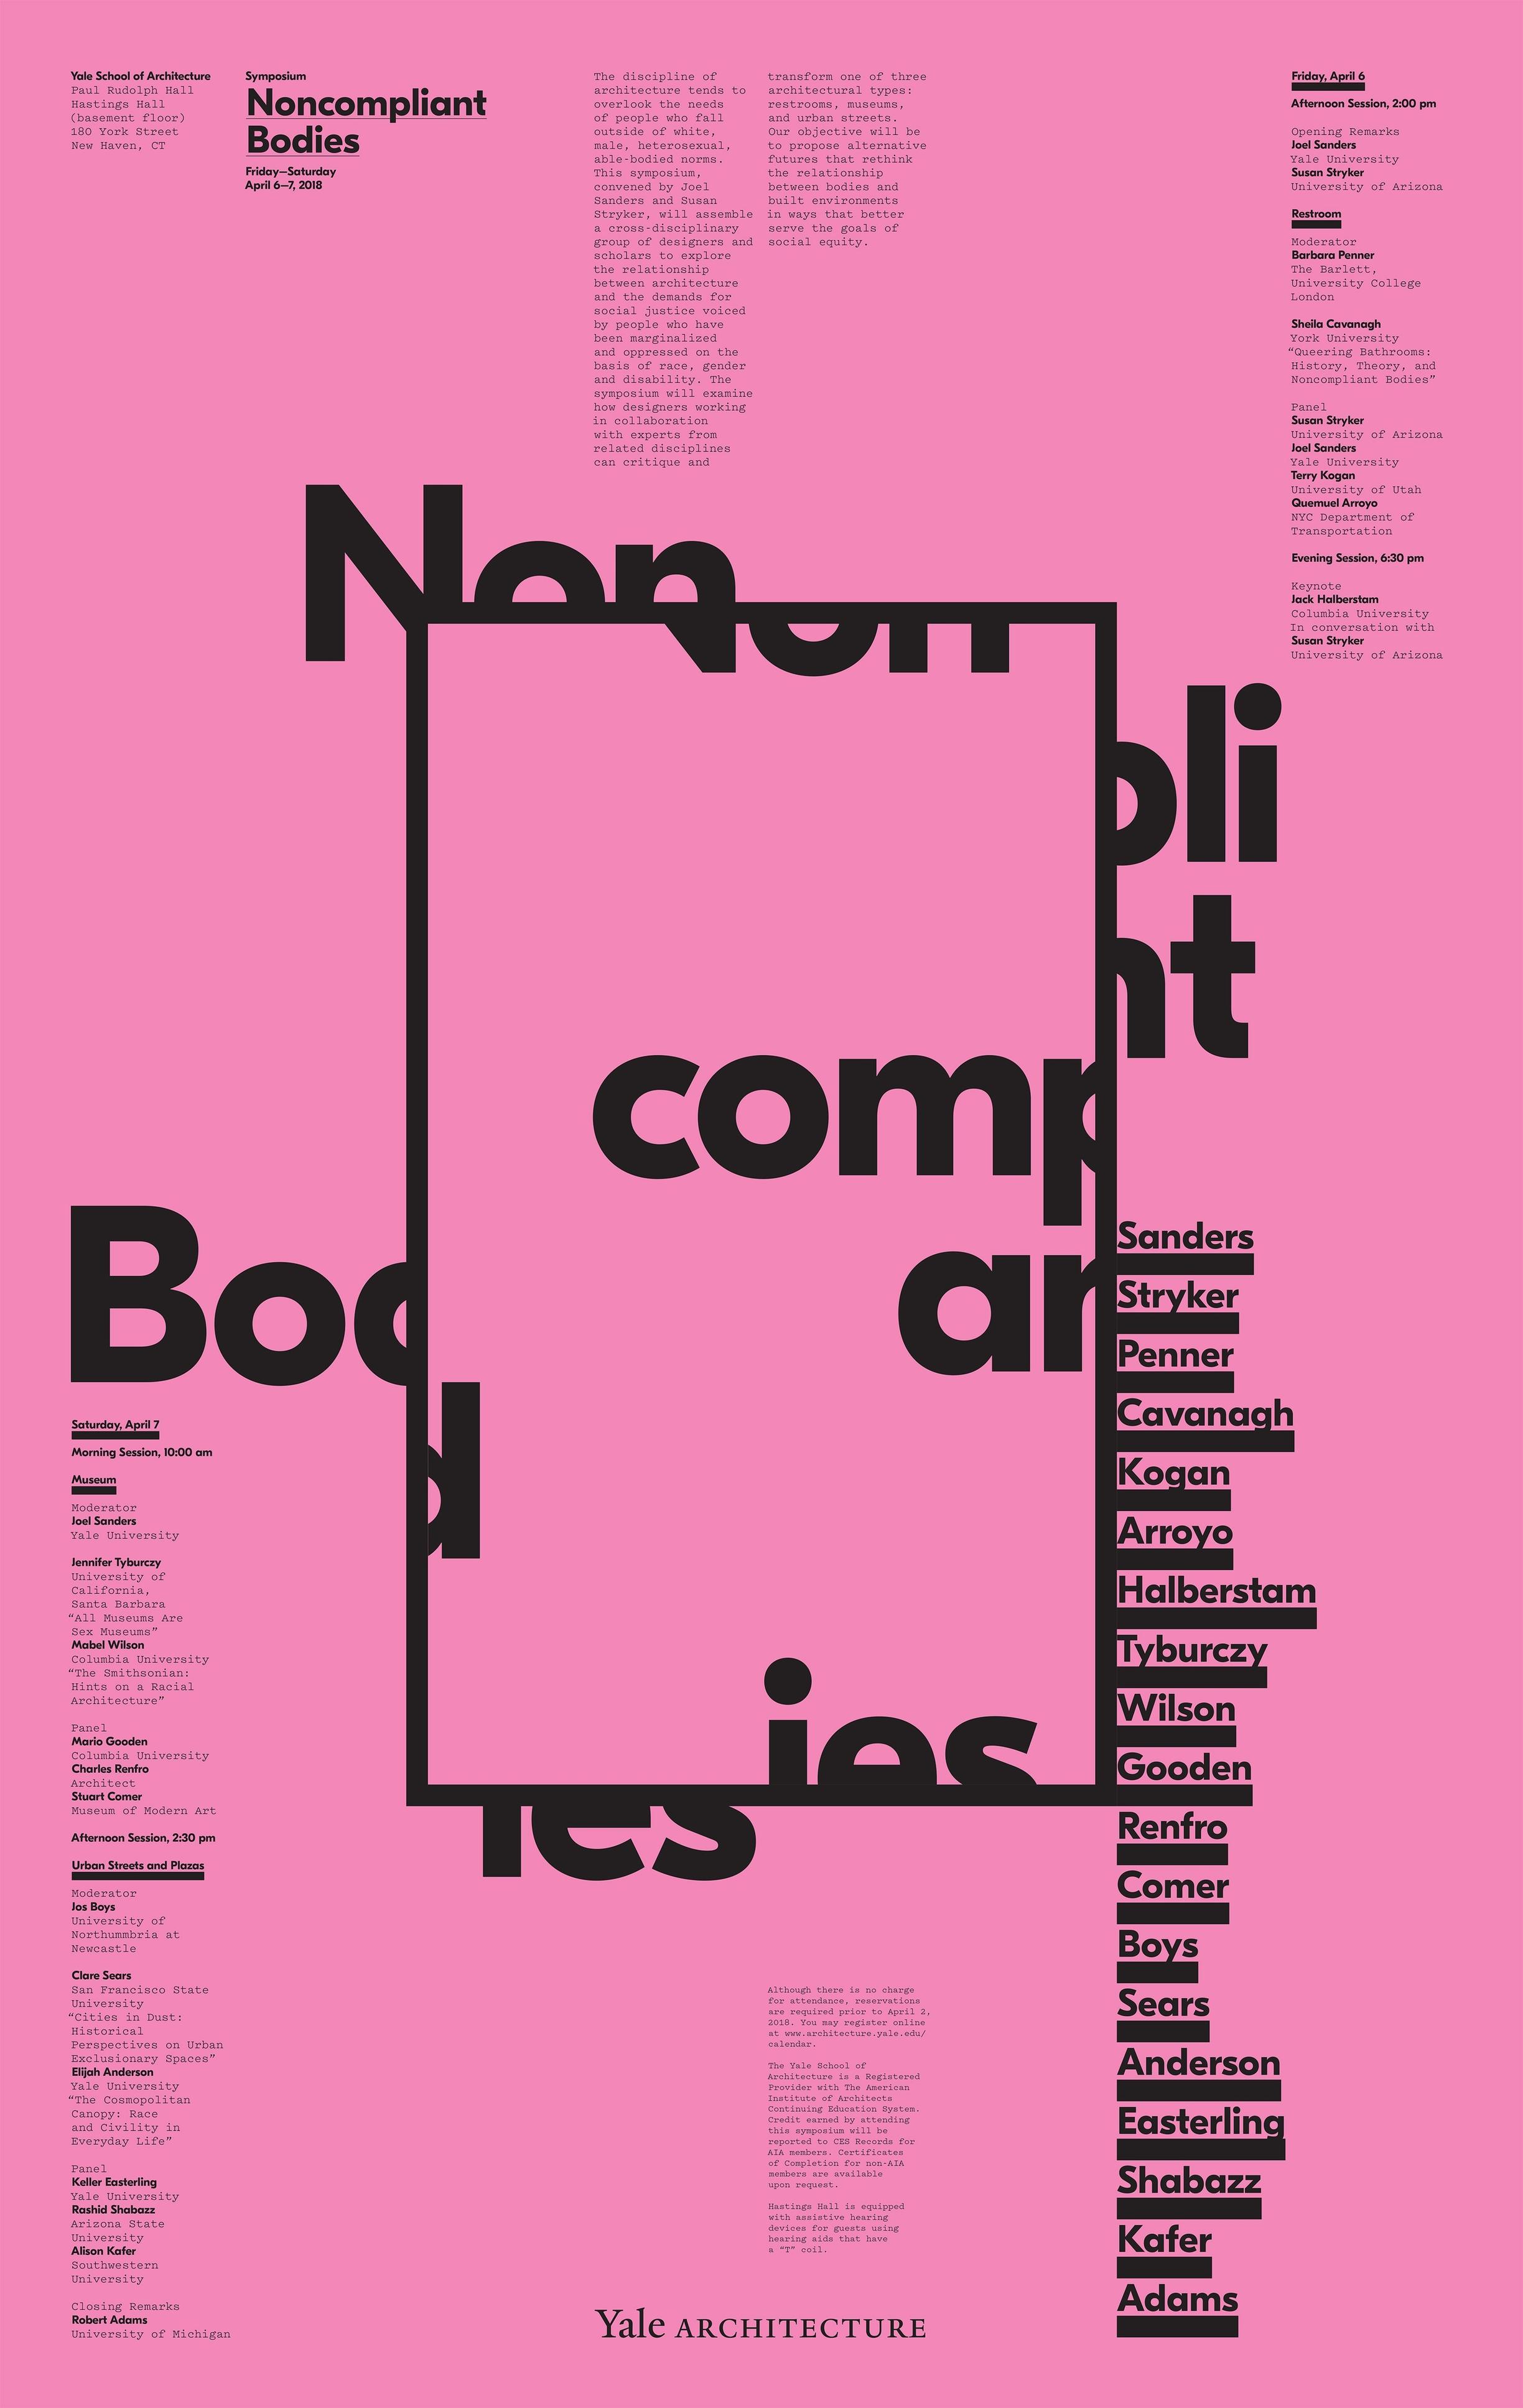 Yale School of Architecture
Paul Rudolph Hall
Hastings Hall
(basement floor)
180 York Street
New Haven, CT
Symposium
Noncompliant
Bodies
Friday—Saturday
April 6–7, 2018
The discipline of
architecture tends to
overlook the needs
of people who fall
outside of white,
male, heterosexual,
able-bodied norms.
This symposium,
convened by Joel
Sanders and Susan
Stryker, will assemble
a cross-disciplinary
group of designers and
scholars to explore
the relationship
between architecture
and the demands for
social justice voiced
by people who have
been marginalized
and oppressed on the
basis of race, gender
and disability. The
symposium will examine
how designers working
in collaboration
with experts from
related disciplines
can critique and
transform one of three
architectural types:
restrooms, museums,
and urban streets.
Our objective will be
to propose alternative
futures that rethink
the relationship
between bodies and
built environments
in ways that better
serve the goals of
social equity.
Friday, April 6
Afternoon Session, 2:00 pm
Opening Remarks
Joel Sanders
Yale University
Susan Stryker
University of Arizona
Restroom
Moderator
Barbara Penner
The Barlett,
University College
London
Sheila Cavanagh
York University
“Queering Bathrooms:
History, Theory, and
Noncompliant Bodies”
Panel
Susan Stryker
University of Arizona
Joel Sanders
Yale University
Terry Kogan
University of Utah
Quemuel Arroyo
NYC Department of
Transportation
Evening Session, 6:30 pm
Keynote
Jack Halberstam
Columbia University
In conversation with
Susan Stryker
University of Arizona
Non
Non
pli
nt
comp
an
Bod
d
ies
ies
Saturday, April 7
Morning Session, 10:00 am
Museum
Moderator
Joel Sanders
Yale University
Jennifer Tyburczy
University of
California,
Santa Barbara
“All Museums Are
Sex Museums”
Mabel Wilson
Columbia University
“The Smithsonian:
Hints on a Racial
Architecture”
Panel
Mario Gooden
Columbia University
Charles Renfro
Architect
Stuart Comer
Museum of Modern Art
Afternoon Session, 2:30 pm
Urban Streets and Plazas
Moderator
Jos Boys
University of
Northummbria at
Newcastle
Clare Sears
San Francisco State
University
“Cities in Dust:
Historical
Perspectives on Urban
Exclusionary Spaces”
Elijah Anderson
Yale University
“The Cosmopolitan
Canopy: Race
and Civility in
Everyday Life”
Panel
Keller Easterling
Yale University
Rashid Shabazz
Arizona State
University
Alison Kafer
Southwestern
University
Closing Remarks
Robert Adams
University of Michigan
Sanders
Stryker
Penner
Cavanagh
Kogan
Arroyo
Halberstam
Tyburczy
Wilson
Gooden
Renfro
Comer
Boys
Sears
Anderson
Easterling
Shabazz
Kafer
Adams
Although there is no charge
for attendance, reservations
are required prior to April 2,
2018. You may register online
at www.architecture.yale.edu/
calendar.
The Yale School of
Architecture is a Registered
Provider with The American
Institute of Architects
Continuing Education System.
Credit earned by attending
this symposium will be
reported to CES Records for
AIA members. Certificates
of Completion for non-AIA
members are available
upon request.
Hastings Hall is equipped
with assistive hearing
devices for guests using
hearing aids that have
a “T” coil.
Yale ARCHITECTURE